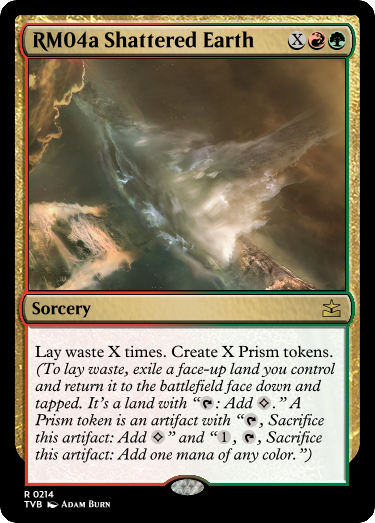 RM04a Shattered Earth X
Sorcery
Lay waste X times. Create X Prism tokens.
(To lay waste, exile a face-up land you control
and return it to the battlefield face down and
tapped. It's a land with “: Add .” A
Prism token is an artifact with “, Sacrifice
this artifact: Add ” and “1, , Sacrifice
this artifact: Add one mana of any color.”)
R 0214
TVB Adam Burn